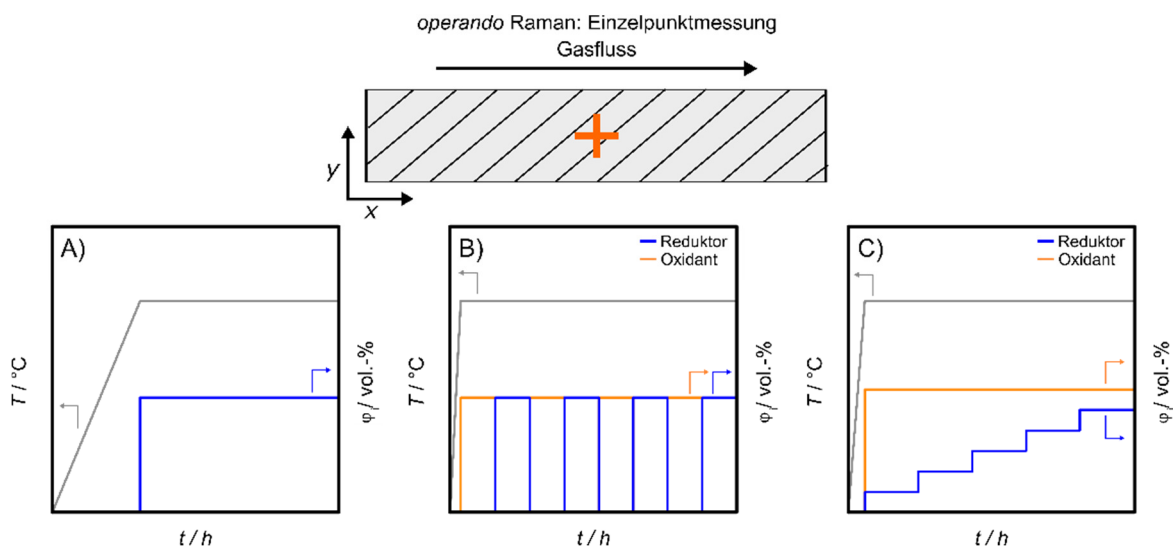 operando Raman: Einzelpunktmessung
Gasfluss
y
x
A)
T / °C
φᵢ/ vol.-%
t / h
B)
Reduktor
Oxidant
T / °C
φᵢ/ vol.-%
t / h
C)
Reduktor
Oxidant
T / °C
φᵢ/ vol.-%
t / h